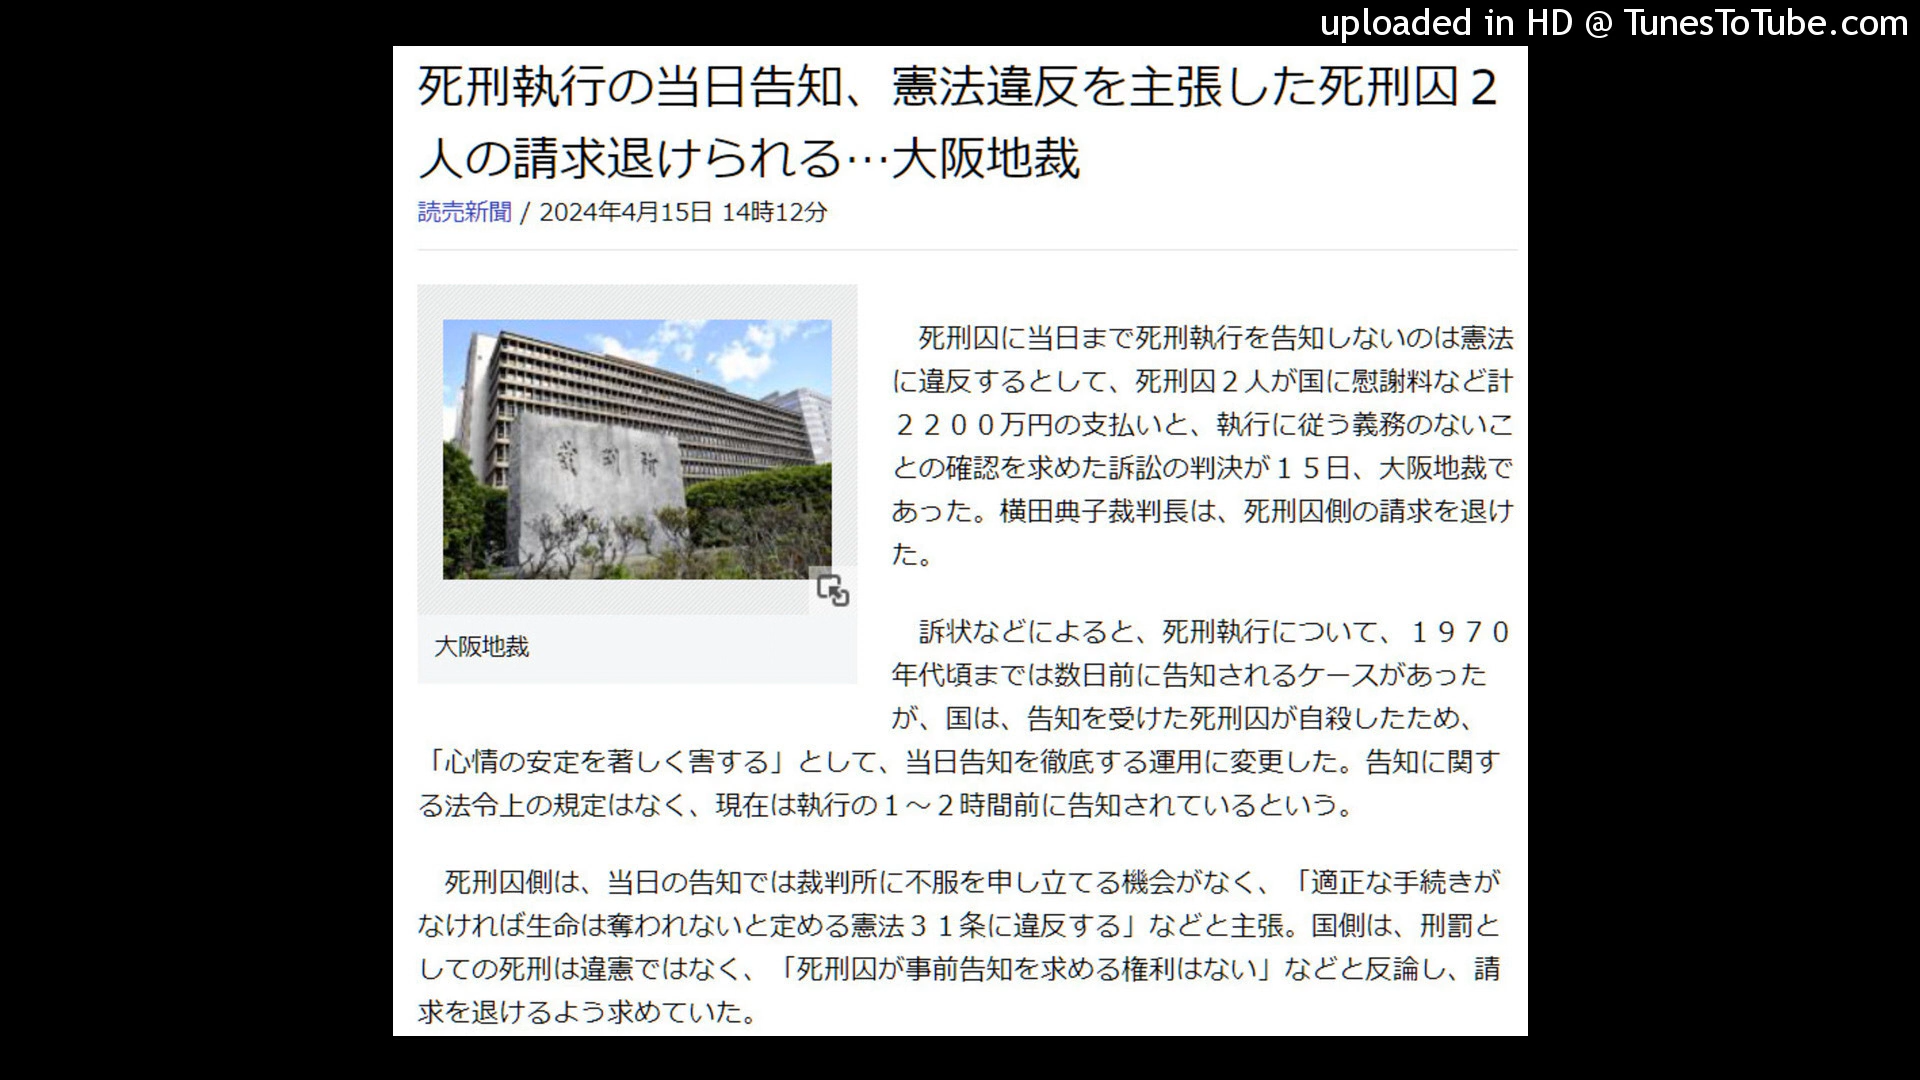 uploaded in HD @ TunesToTube.com
死刑執行の当日告知、憲法違反を主張した死刑囚２
人の請求退けられる…大阪地裁
読売新聞 / 2024年4月15日 14時12分
裁判所
大阪地裁
死刑囚に当日まで死刑執行を告知しないのは憲法
に違反するとして、死刑囚２人が国に慰謝料など計
２２００万円の支払いと、執行に従う義務のないこ
との確認を求めた訴訟の判決が１５日、大阪地裁で
あった。横田典子裁判長は、死刑囚側の請求を退け
た。
訴状などによると、死刑執行について、１９７０
年代頃までは数日前に告知されるケースがあった
が、国は、告知を受けた死刑囚が自殺したため、
「心情の安定を著しく害する」として、当日告知を徹底する運用に変更した。告知に関す
る法令上の規定はなく、現在は執行の１～２時間前に告知されているという。
死刑囚側は、当日の告知では裁判所に不服を申し立てる機会がなく、「適正な手続きが
なければ生命は奪われないと定める憲法３１条に違反する」などと主張。国側は、刑罰と
しての死刑は違憲ではなく、「死刑囚が事前告知を求める権利はない」などと反論し、請
求を退けるよう求めていた。